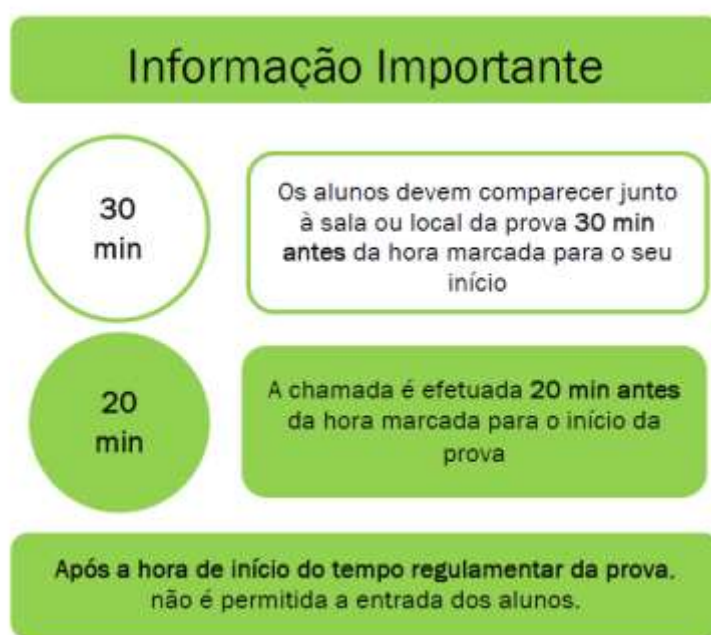 Informação Importante
30
min
Os alunos devem comparecer junto
à sala ou local da prova 30 min
antes da hora marcada para o seu
início
20
min
A chamada é efetuada 20 min antes
da hora marcada para o início da
prova
Após a hora de início do tempo regulamentar da prova,
não é permitida a entrada dos alunos.